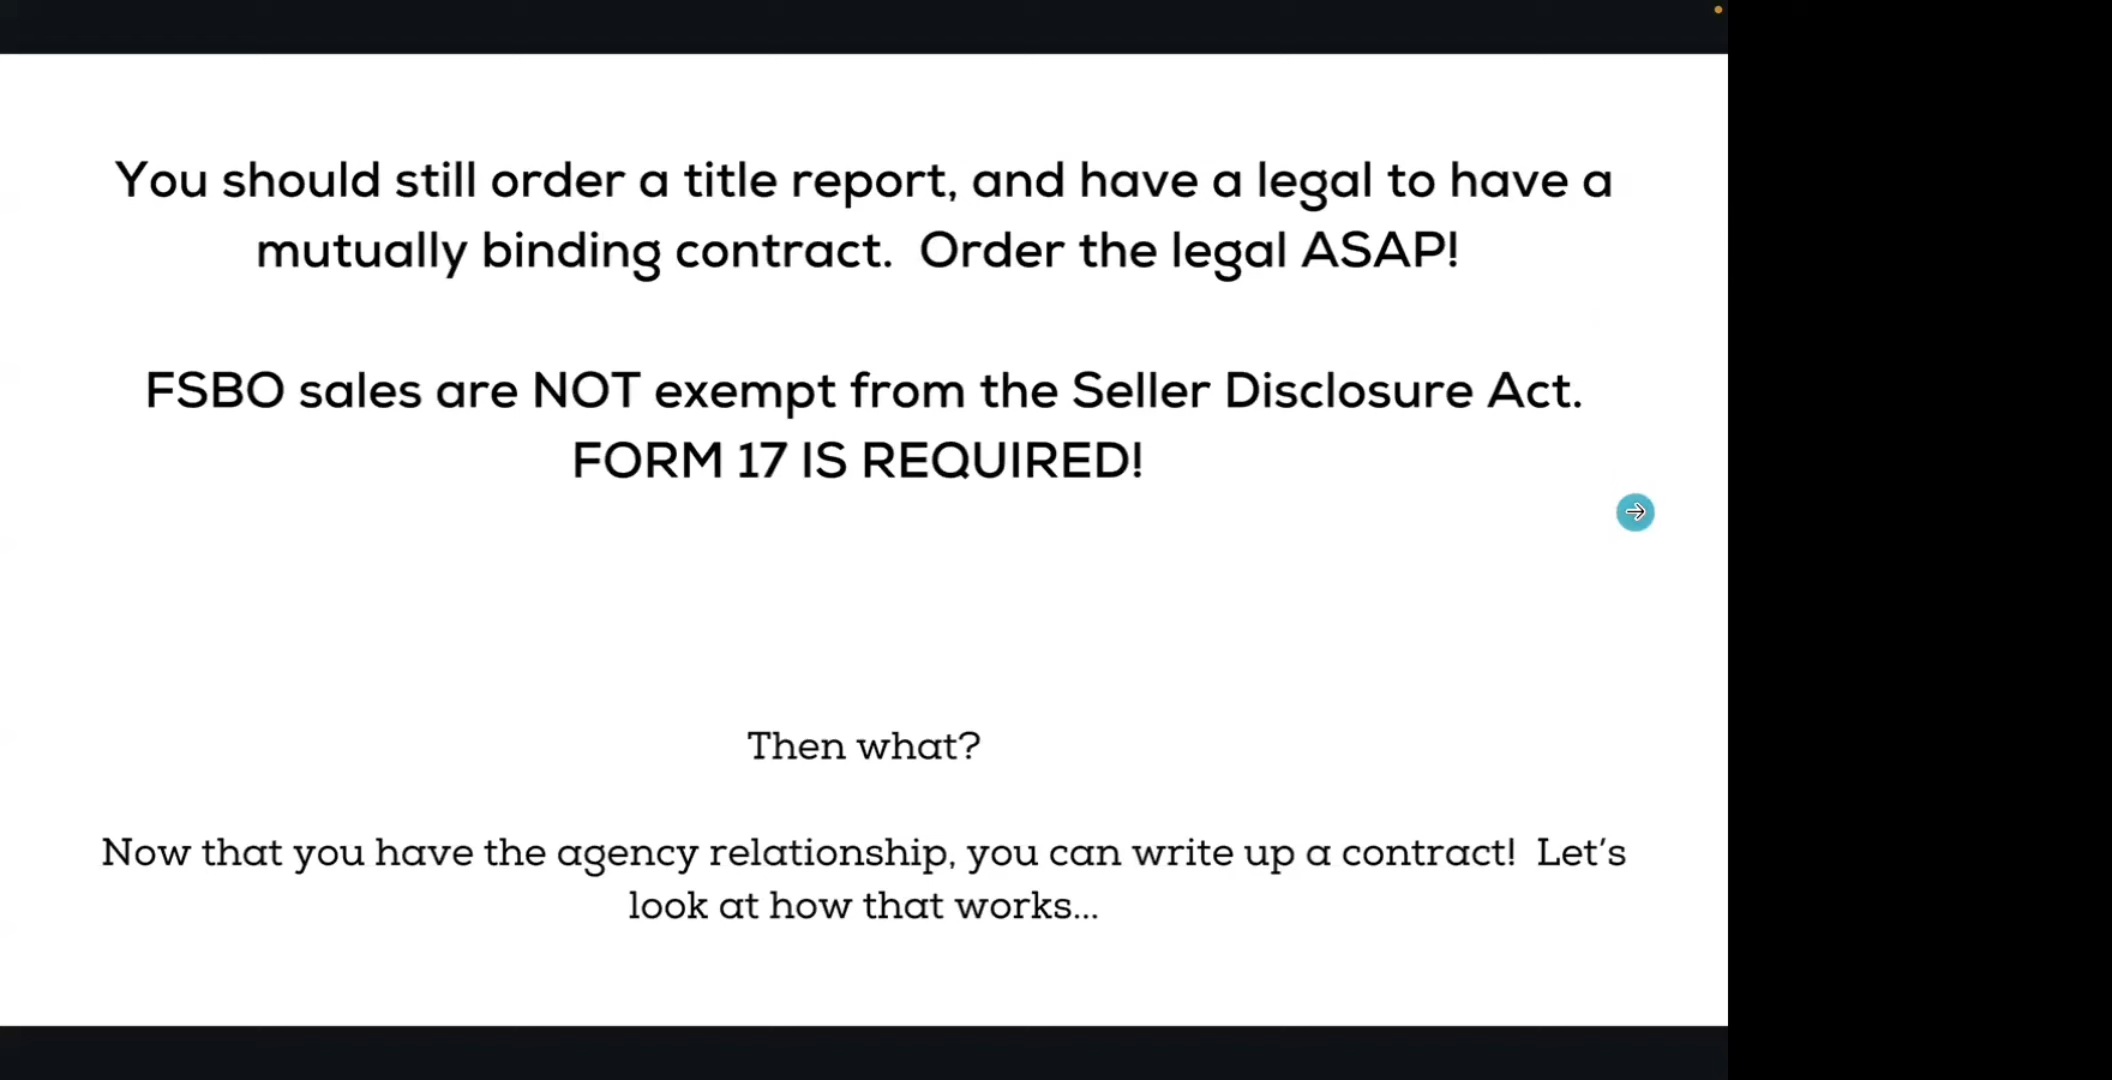 You should still order a title report, and have a legal to have a
mutually binding contract.  Order the legal ASAP!
FSBO sales are NOT exempt from the Seller Disclosure Act.
FORM 17 IS REQUIRED!
Then what?
Now that you have the agency relationship, you can write up a contract!  Let’s
look at how that works...